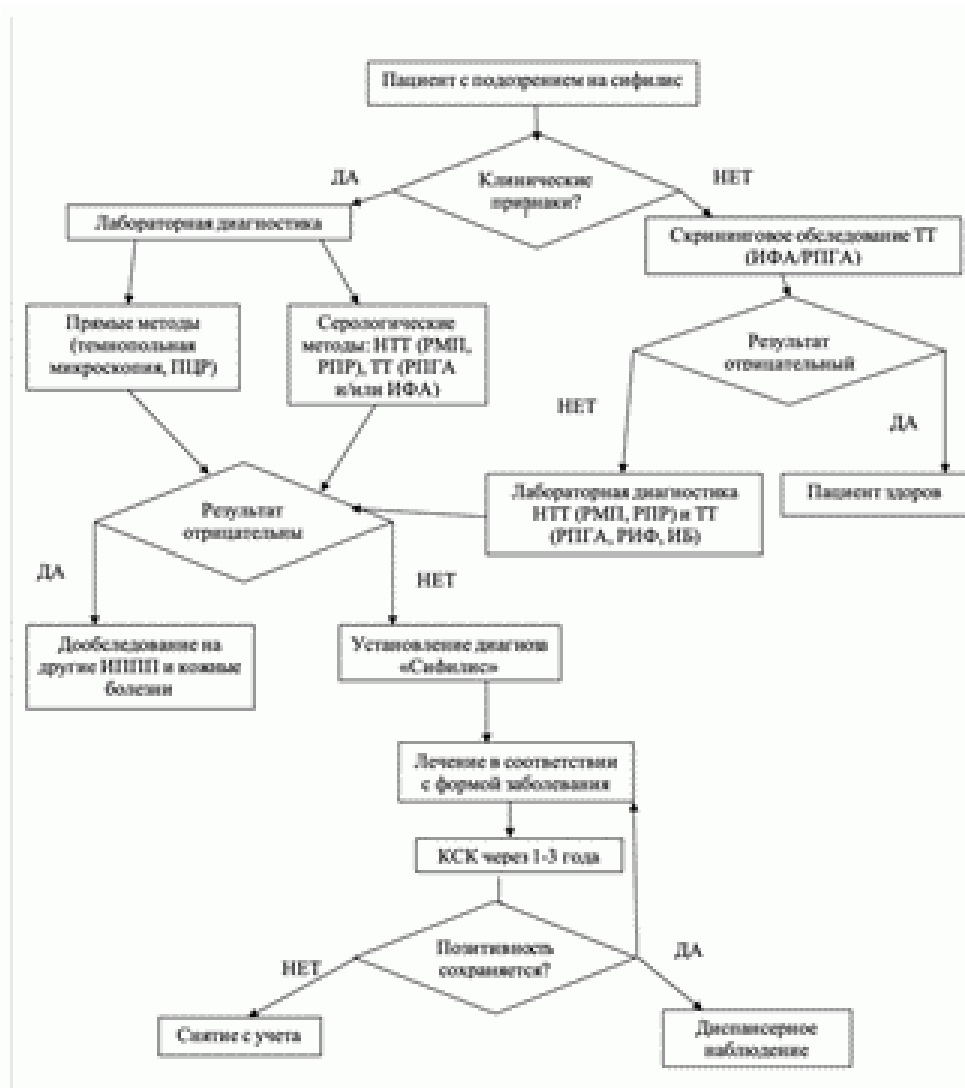 Пациент с подозрением на сифилис
Клинические
признаки?
ДА
НЕТ
Лабораторная диагностика
Скрининговое обследование ТТ
(ИФА/РПГА)
Прямые методы
(темнопольная
микроскопия, ПЦР)
Серологические
методы: НТТ (РМП,
РПР), ТТ (РПГА
и/или ИФА)
Результат
отрицательный
НЕТ
ДА
Лабораторная диагностика
НТТ (РМП, РПР) и ТТ
(РПГА, РИФ, ИБ)
Пациент здоров
Результат
отрицательны
ДА
НЕТ
Дообследование на
другие ИППП и кожные
болезни
Установление диагноза
«Сифилис»
Лечение в соответствии
с формой заболевания
КСК через 1-3 года
Позитивность
сохраняется?
НЕТ
ДА
Снятие с учета
Диспансерное
наблюдение